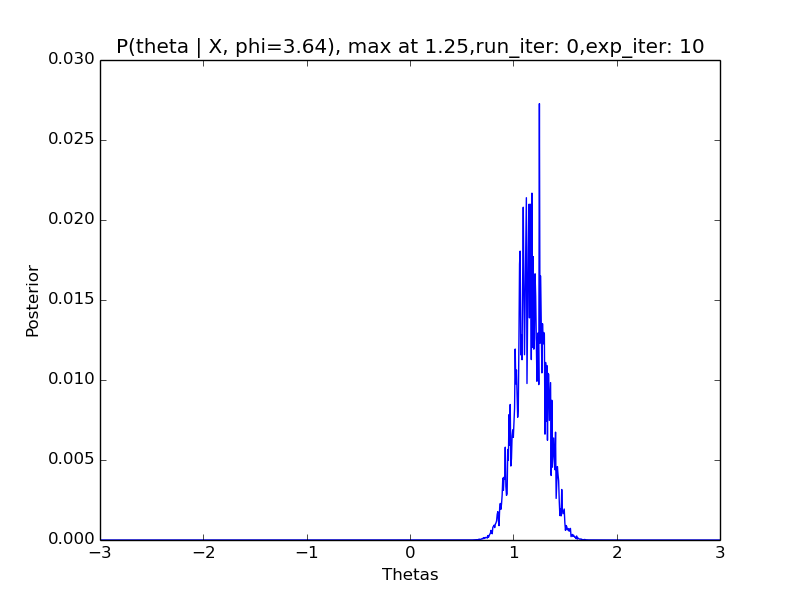 P(theta | X, phi=3.64), max at 1.25,run_iter: 0,exp_iter: 10
0.030
0.025
0.020
0.015
0.010
0.005
0.000
Posterior
−3 −2 −1 0 1 2 3
Thetas